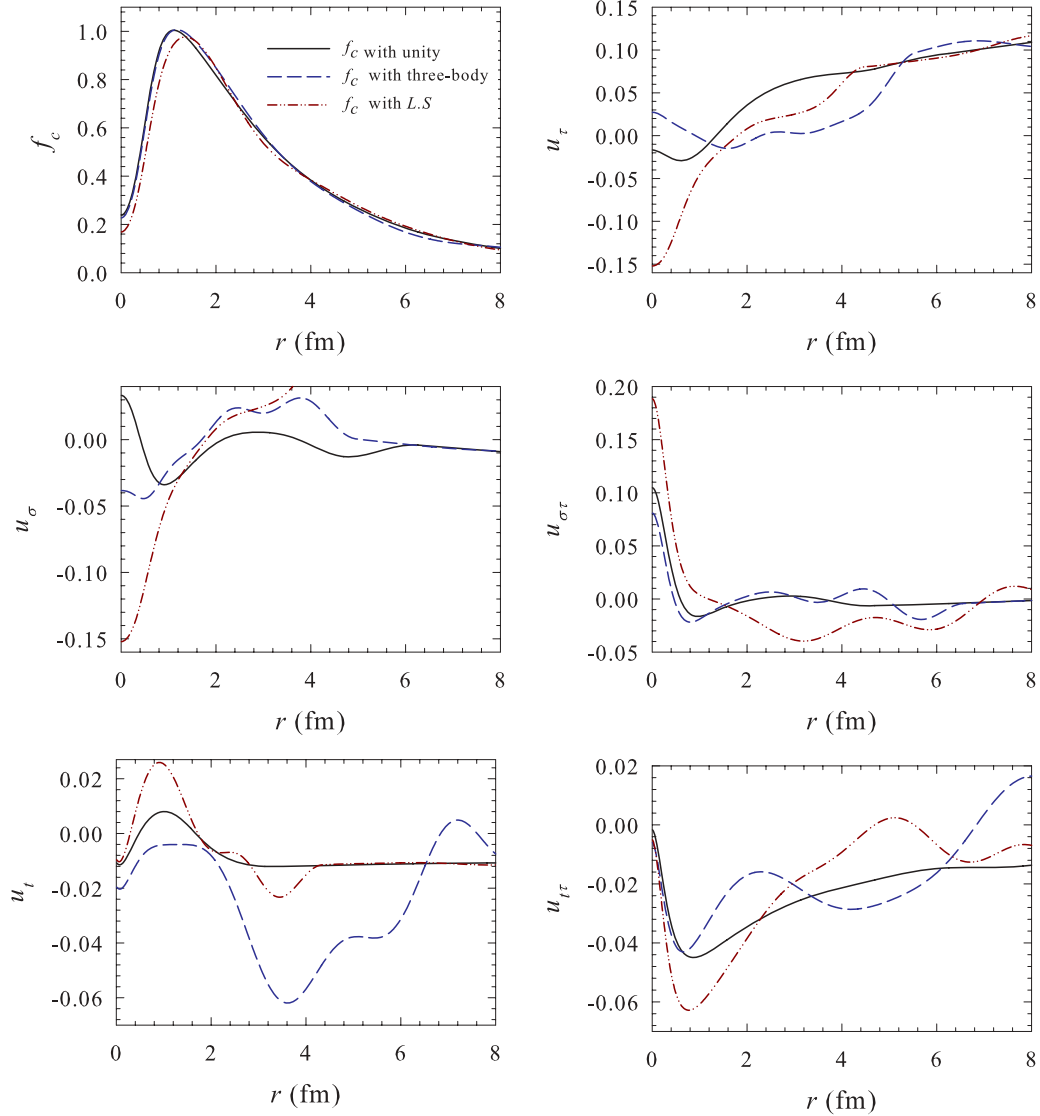 1.0
0.8
0.6
0.4
0.2
0.0
f_c
f_c with unity
f_c with three-body
f_c with L.S
0 2 4 6 8
r (fm)
0.10
0.05
0.00
-0.05
-0.10
-0.15
u_τ
0 2 4 6 8
r (fm)
0.00
-0.05
-0.10
-0.15
u_σ
0 2 4 6 8
r (fm)
0.20
0.15
0.10
0.05
0.00
-0.05
u_στ
0 2 4 6 8
r (fm)
0.02
0.00
-0.02
-0.04
-0.06
u_t
0 2 4 6 8
r (fm)
0.02
0.00
-0.02
-0.04
-0.06
u_tτ
0 2 4 6 8
r (fm)